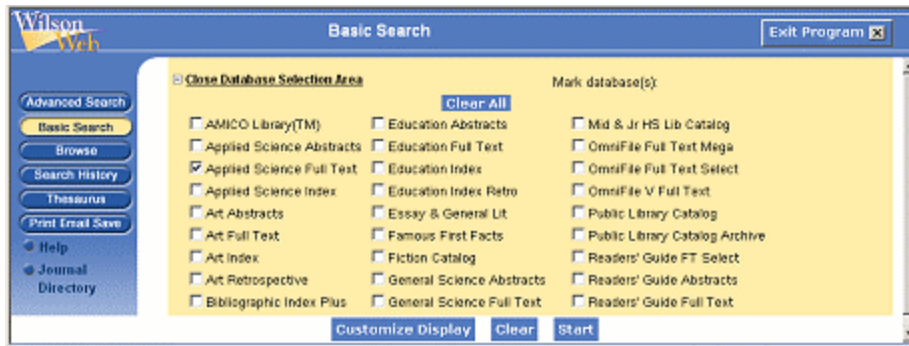 Wilson Web
Basic Search
Exit Program
Close Database Selection Area
Mark database(s):
Clear All
Advanced Search
Basic Search
Browse
Search History
Thesaurus
Print Email Save
Help
Journal
Directory
AMICO Library(TM)
Applied Science Abstracts
Applied Science Full Text
Applied Science Index
Art Abstracts
Art Full Text
Art Index
Art Retrospective
Bibliographic Index Plus
Education Abstracts
Education Full Text
Education Index
Education Index Retro
Essay & General Lit
Famous First Facts
Fiction Catalog
General Science Abstracts
General Science Full Text
Mid & Jr HS Lib Catalog
OmniFile Full Text Mega
OmniFile Full Text Select
OmniFile V Full Text
Public Library Catalog
Public Library Catalog Archive
Readers' Guide FT Select
Readers' Guide Abstracts
Readers' Guide Full Text
Customize Display
Clear
Start